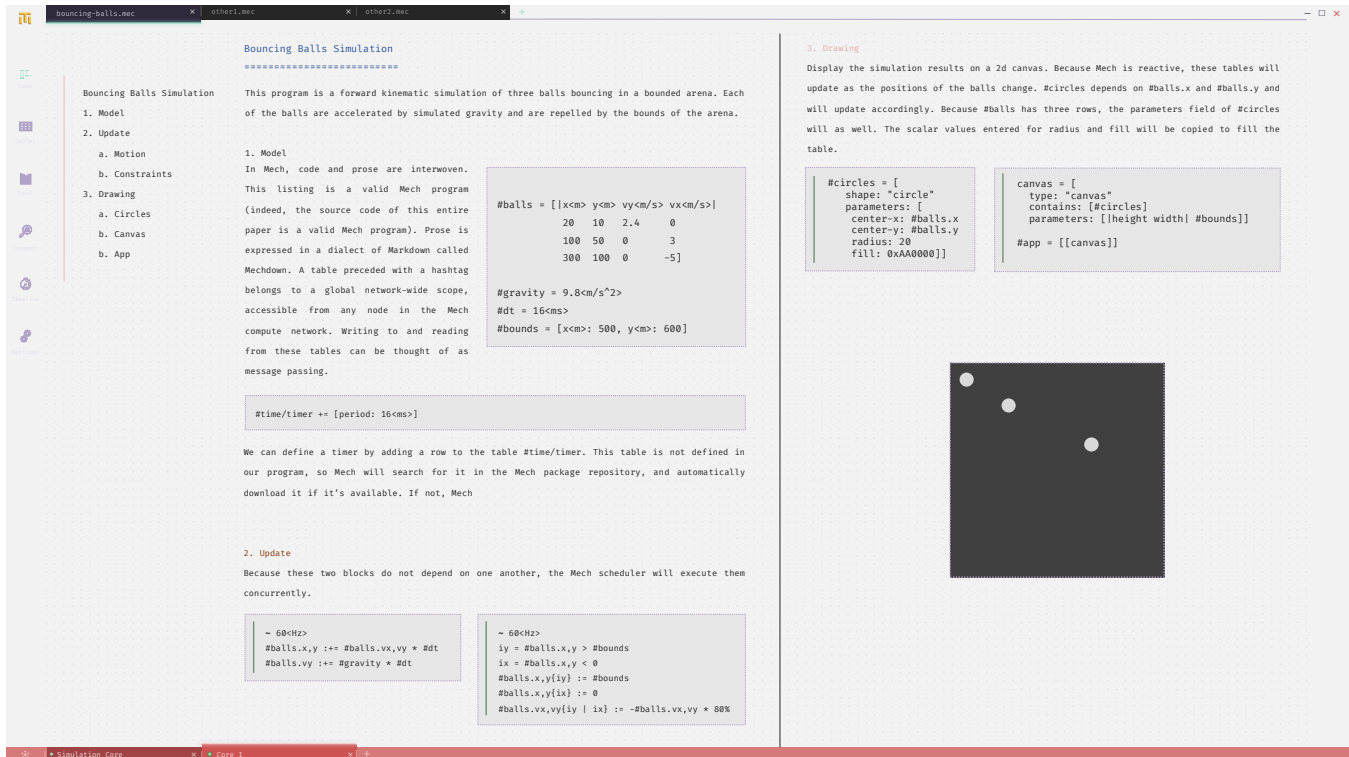 bouncing-balls.mec × other1.mec × other2.mec × +
Bouncing Balls Simulation
==========================
Bouncing Balls Simulation
1. Model
2. Update
a. Motion
b. Constraints
3. Drawing
a. Circles
b. Canvas
b. App
This program is a forward kinematic simulation of three balls bouncing in a bounded arena. Each
of the balls are accelerated by simulated gravity and are repelled by the bounds of the arena.
1. Model
In Mech, code and prose are interwoven.
This listing is a valid Mech program
(indeed, the source code of this entire
paper is a valid Mech program). Prose is
expressed in a dialect of Markdown called
Mechdown. A table preceded with a hashtag
belongs to a global network-wide scope,
accessible from any node in the Mech
compute network. Writing to and reading
from these tables can be thought of as
message passing.
#balls = [|x<m> y<m> vy<m/s> vx<m/s>|
20 10 2.4 0
100 50 0 3
300 100 0 -5]
#gravity = 9.8<m/s^2>
#dt = 16<ms>
#bounds = [x<m>: 500, y<m>: 600]
#time/timer += [period: 16<ms>]
We can define a timer by adding a row to the table #time/timer. This table is not defined in
our program, so Mech will search for it in the Mech package repository, and automatically
download it if it's available. If not, Mech
2. Update
Because these two blocks do not depend on one another, the Mech scheduler will execute them
concurrently.
~ 60<Hz>
#balls.x,y :+= #balls.vx,vy * #dt
#balls.vy :+= #gravity * #dt
~ 60<Hz>
iy = #balls.x,y > #bounds
ix = #balls.x,y < 0
#balls.x,y{iy} := #bounds
#balls.x,y{ix} := 0
#balls.vx,vy{iy | ix} := -#balls.vx,vy * 80%
3. Drawing
Display the simulation results on a 2d canvas. Because Mech is reactive, these tables will
update as the positions of the balls change. #circles depends on #balls.x and #balls.y and
will update accordingly. Because #balls has three rows, the parameters field of #circles
will as well. The scalar values entered for radius and fill will be copied to fill the
table.
#circles = [
shape: "circle"
parameters: [
center-x: #balls.x
center-y: #balls.y
radius: 20
fill: 0xAA0000]]
canvas = [
type: "canvas"
contains: [#circles]
parameters: [|height width| #bounds]]
#app = [[canvas]]
Simulation Core × Core 1 × +